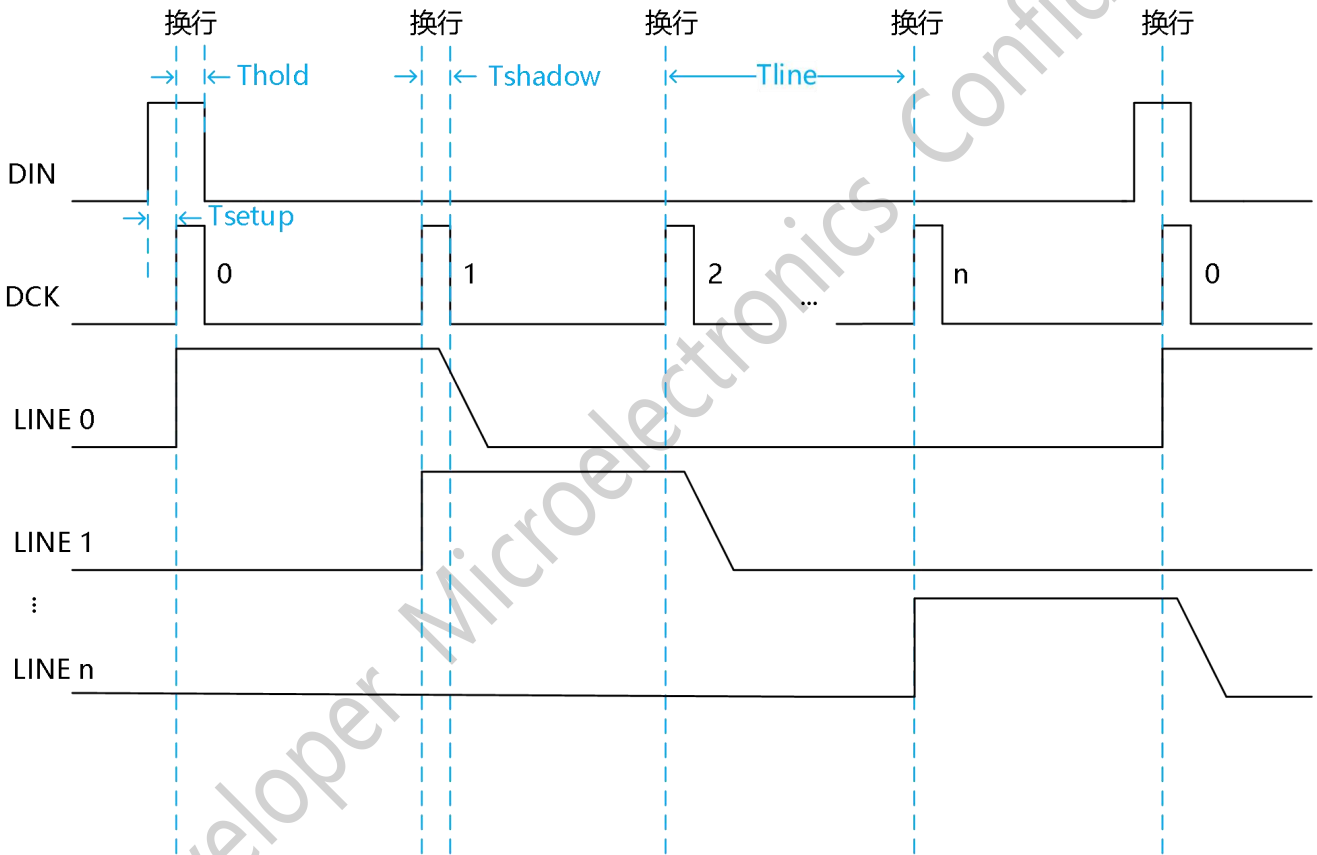 换行 换行 换行 换行 换行
Thold Tshadow Tline
DIN
Tsetup
DCK 0 1 2 ... n 0
LINE 0
LINE 1
...
LINE n
veloper Microelectronics Confid